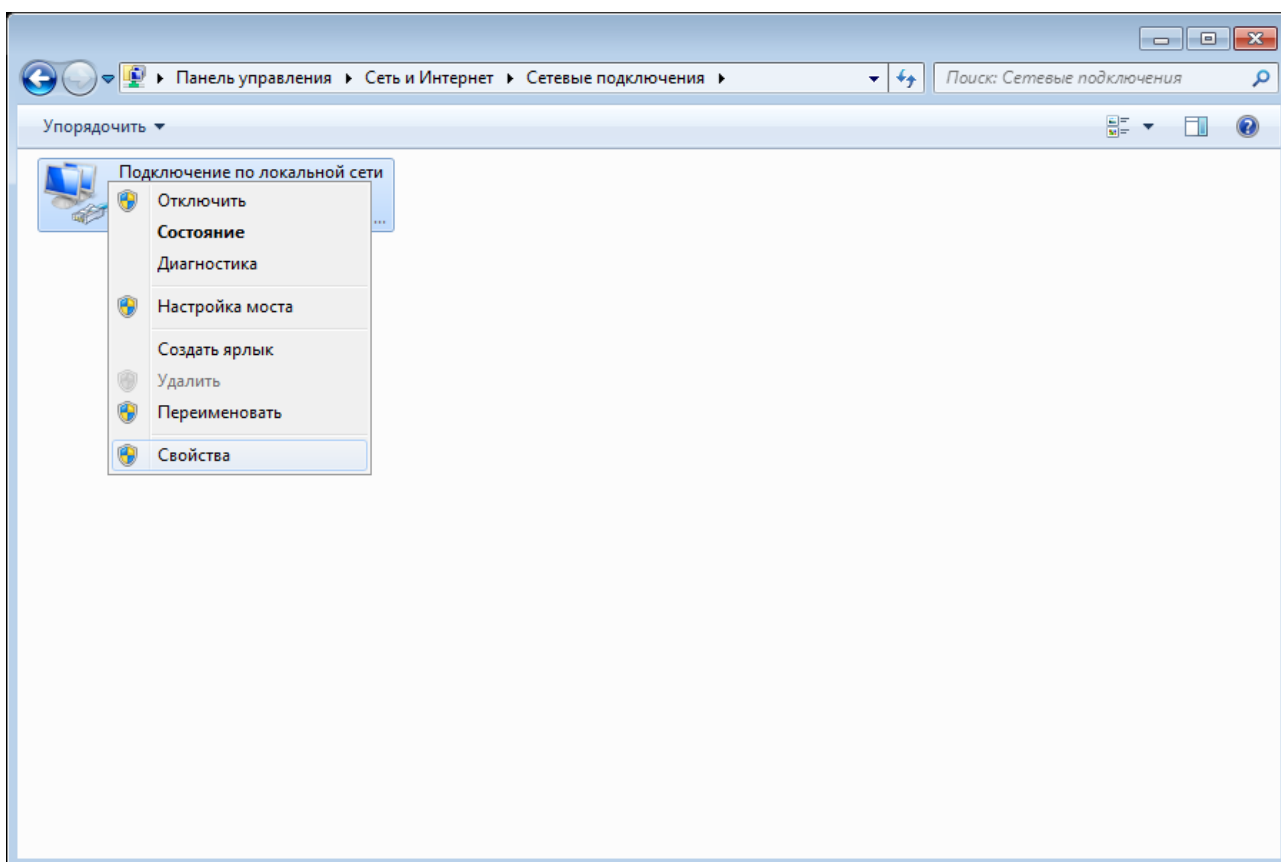 Панель управления Сеть и Интернет Сетевые подключения Поиск: Сетевые подключения
Упорядочить
Подключение по локальной сети
...
Отключить
Состояние
Диагностика
Настройка моста
Создать ярлык
Удалить
Переименовать
Свойства